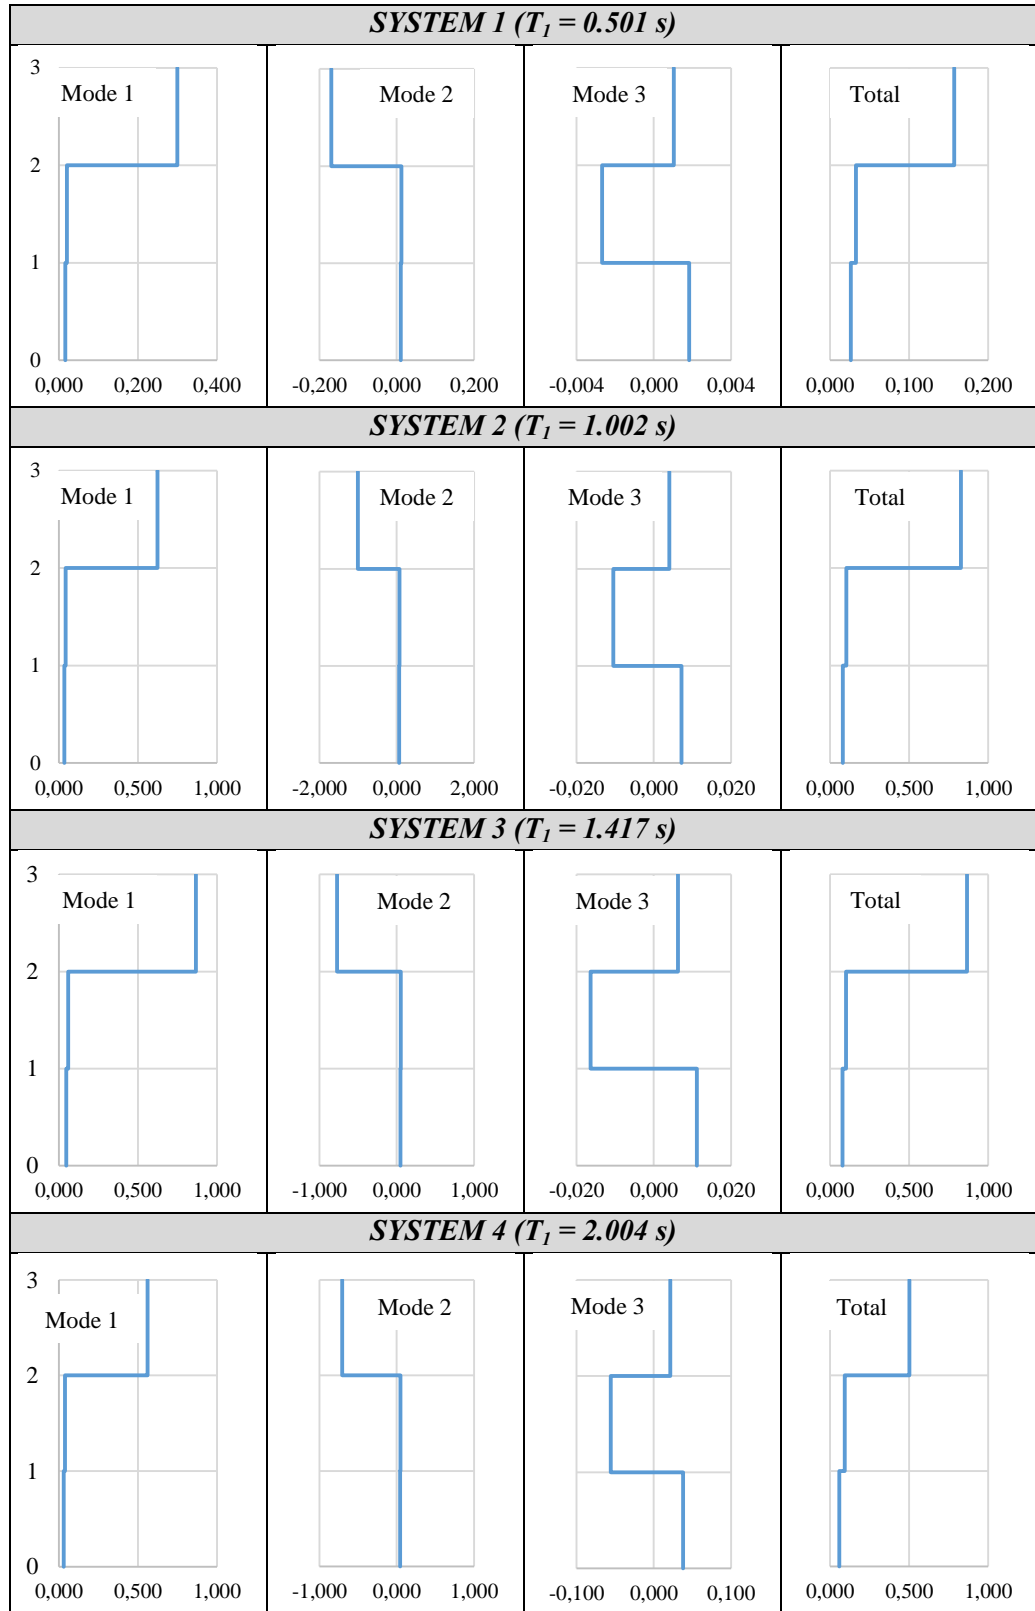 SYSTEM 1 (T1 = 0.501 s)
3
2
1
0
Mode 1
0,000 0,200 0,400
Mode 2
-0,200 0,000 0,200
Mode 3
-0,004 0,000 0,004
Total
0,000 0,100 0,200
SYSTEM 2 (T1 = 1.002 s)
3
2
1
0
Mode 1
0,000 0,500 1,000
Mode 2
-2,000 0,000 2,000
Mode 3
-0,020 0,000 0,020
Total
0,000 0,500 1,000
SYSTEM 3 (T1 = 1.417 s)
3
2
1
0
Mode 1
0,000 0,500 1,000
Mode 2
-1,000 0,000 1,000
Mode 3
-0,020 0,000 0,020
Total
0,000 0,500 1,000
SYSTEM 4 (T1 = 2.004 s)
3
2
1
0
Mode 1
0,000 0,500 1,000
Mode 2
-1,000 0,000 1,000
Mode 3
-0,100 0,000 0,100
Total
0,000 0,500 1,000